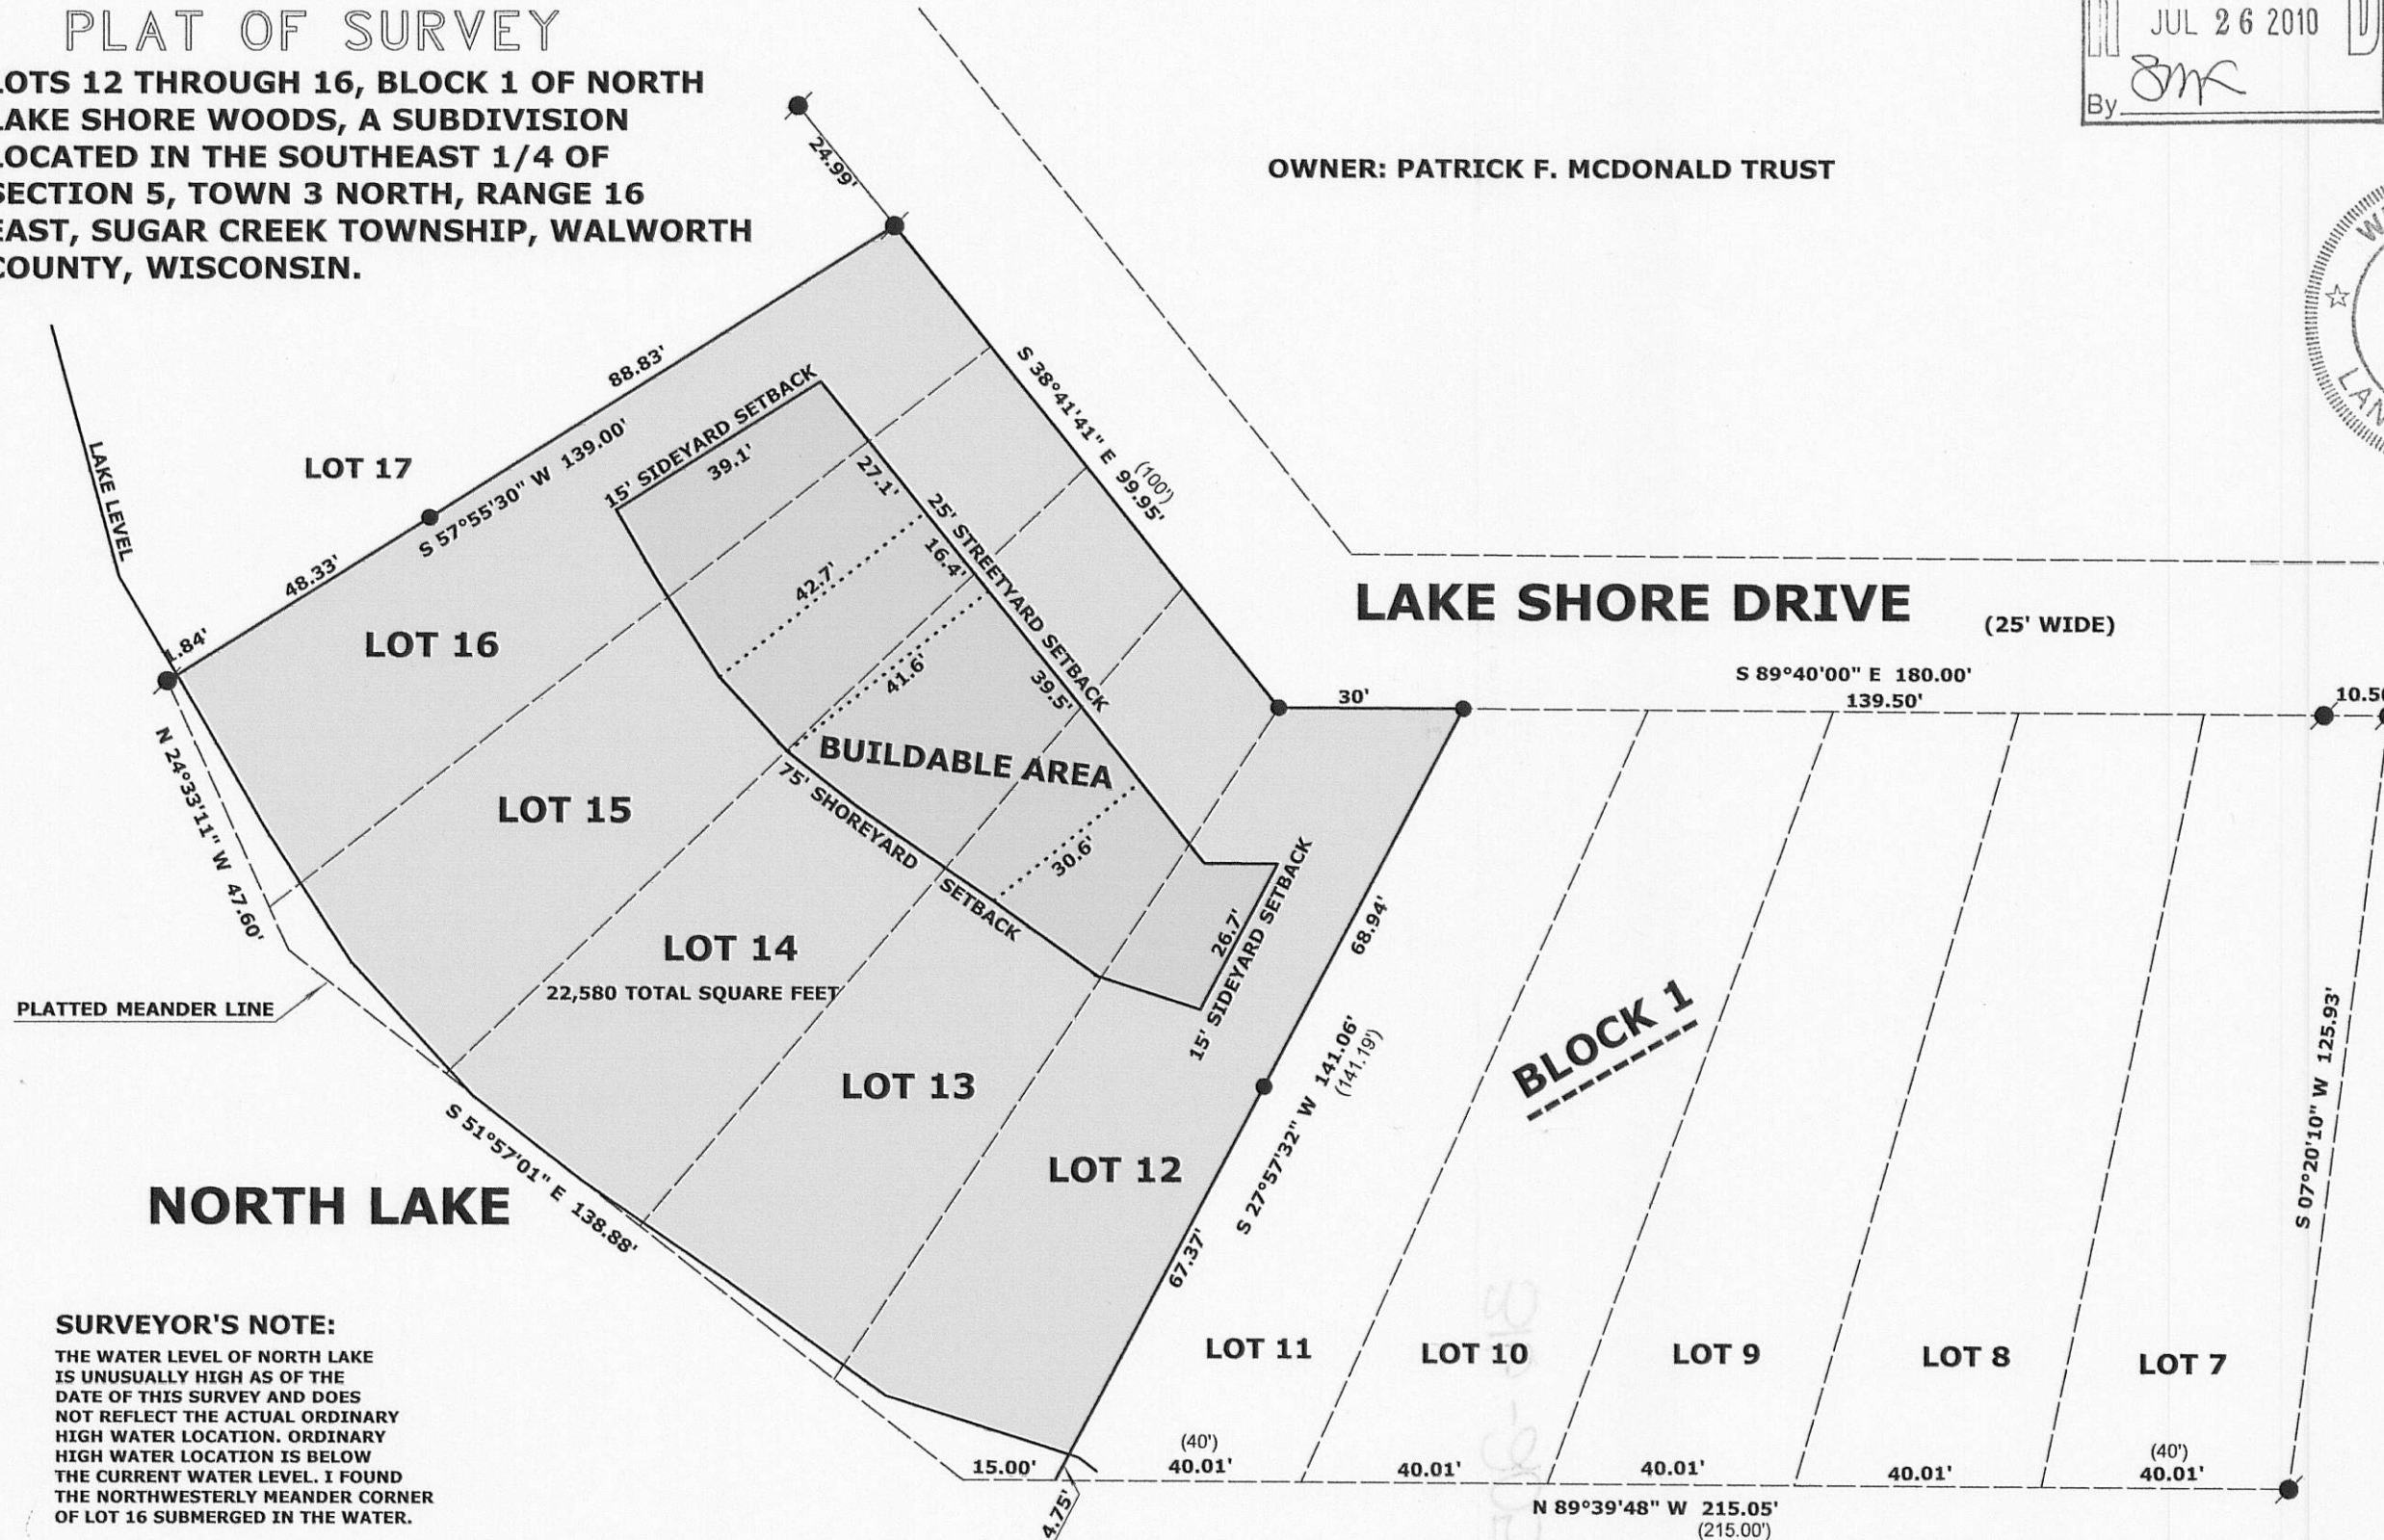 PLAT OF SURVEY
LOTS 12 THROUGH 16, BLOCK 1 OF NORTH
LAKE SHORE WOODS, A SUBDIVISION
LOCATED IN THE SOUTHEAST 1/4 OF
SECTION 5, TOWN 3 NORTH, RANGE 16
EAST, SUGAR CREEK TOWNSHIP, WALWORTH
COUNTY, WISCONSIN.
JUL 26 2010
By
OWNER: PATRICK F. MCDONALD TRUST
24.99'
88.83'
S 57°55'30" W 139.00'
48.33'
1.84'
LAKE LEVEL
LOT 17
LOT 16
15' SIDEYARD SETBACK
39.1'
27.1'
25' STREETYARD SETBACK
16.4'
42.7'
41.6'
39.5'
S 38°41'41" E 99.95'
(100')
LAKE SHORE DRIVE
(25' WIDE)
S 89°40'00" E 180.00'
30'
139.50'
10.50
N 24°33'11" W 47.60'
LOT 15
BUILDABLE AREA
75' SHOREYARD SETBACK
30.6'
26.7'
15' SIDEYARD SETBACK
68.94'
LOT 14
22,580 TOTAL SQUARE FEET
PLATTED MEANDER LINE
LOT 13
LOT 12
S 27°57'32" W 141.06'
(141.19')
67.37'
BLOCK 1
S 07°20'10" W 125.93'
S 51°57'01" E 138.88'
NORTH LAKE
LOT 11
LOT 10
LOT 9
LOT 8
LOT 7
SURVEYOR'S NOTE:
THE WATER LEVEL OF NORTH LAKE
IS UNUSUALLY HIGH AS OF THE
DATE OF THIS SURVEY AND DOES
NOT REFLECT THE ACTUAL ORDINARY
HIGH WATER LOCATION. ORDINARY
HIGH WATER LOCATION IS BELOW
THE CURRENT WATER LEVEL. I FOUND
THE NORTHWESTERLY MEANDER CORNER
OF LOT 16 SUBMERGED IN THE WATER.
15.00'
4.75'
(40')
40.01'
40.01'
40.01'
40.01'
(40')
40.01'
N 89°39'48" W 215.05'
(215.00')